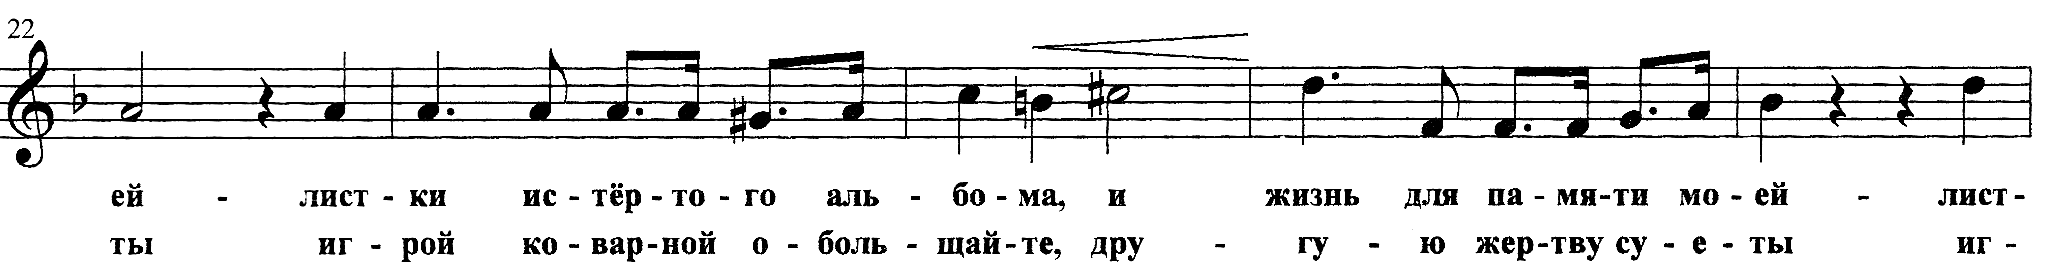 22
ей - лист - ки ис - тёр - то - го аль - бо - ма, и жизнь для па - мя - ти мо - ей - лист -
ты иг - рой ко - вар - ной о - боль - щай - те, дру - гу - ю жер - тву су - е - ты иг -